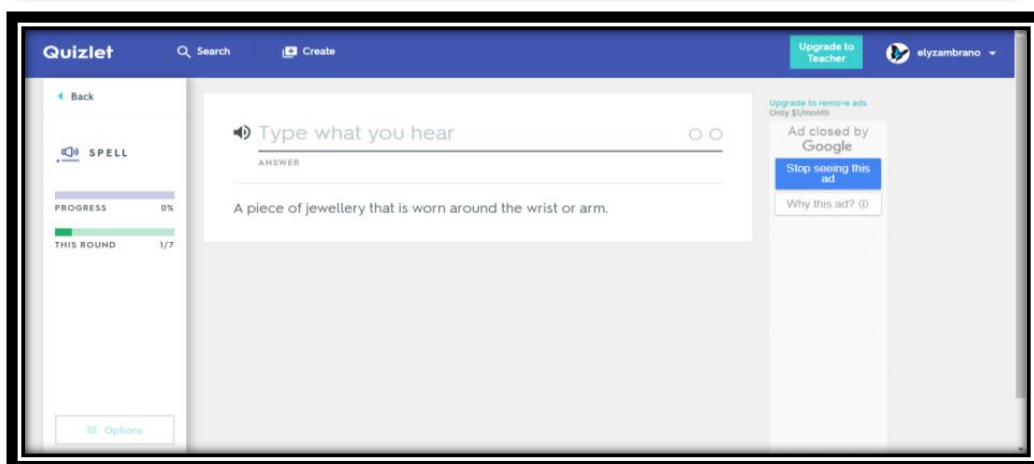 Quizlet
Search
Create
Upgrade to
Teacher
elyzambrano
Back
SPELL
PROGRESS 0%
THIS ROUND 1/7
Options
Type what you hear
ANSWER
A piece of jewellery that is worn around the wrist or arm.
Upgrade to remove ads
Only $1/month
Ad closed by
Google
Stop seeing this
ad
Why this ad?